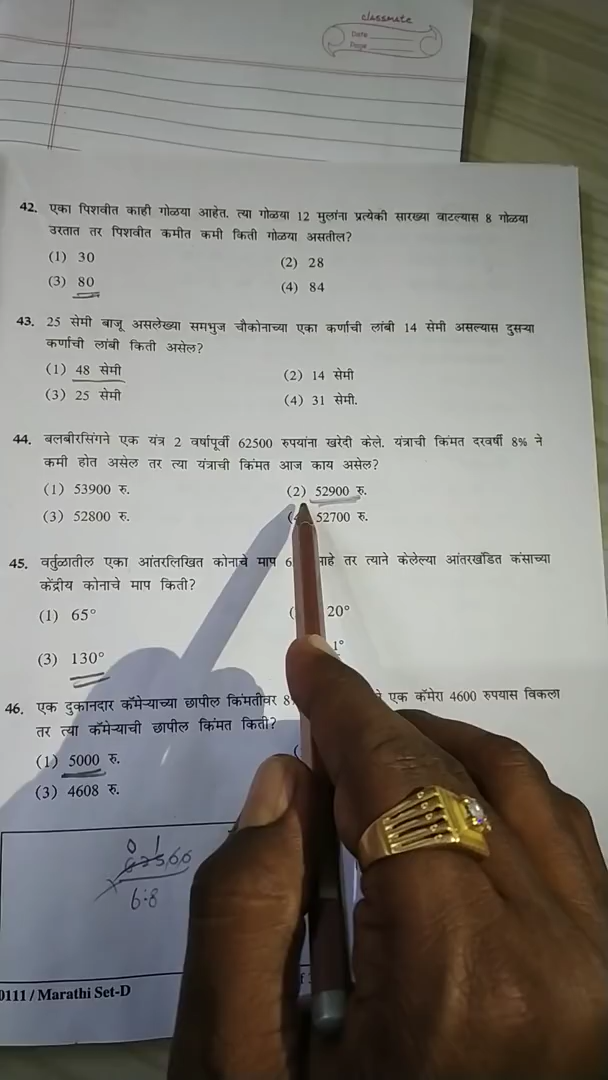 classmate
Date
Page
42. एका पिशवीत काही गोळ्या आहेत. त्या गोळ्या 12 मुलांना प्रत्येकी सारख्या वाटल्यास 8 गोळ्या
उरतात तर पिशवीत कमीत कमी किती गोळ्या असतील?
(1) 30
(2) 28
(3) 80
(4) 84
43. 25 सेमी बाजू असलेख्या समभुज चौकोनाच्या एका कर्णाची लांबी 14 सेमी असल्यास दुसऱ्या
कर्णाची लांबी किती असेल?
(1) 48 सेमी
(2) 14 सेमी
(3) 25 सेमी
(4) 31 सेमी.
44. बलबीरसिंगने एक यंत्र 2 वर्षापूर्वी 62500 रुपयांना खरेदी केले. यंत्राची किंमत दरवर्षी 8% ने
कमी होत असेल तर त्या यंत्राची किंमत आज काय असेल?
(1) 53900 रु.
(2) 52900 रु.
(3) 52800 रु.
52700 रु.
45. वर्तुळातील एका आंतरलिखित कोनाचे माप 6 तर त्याने केलेल्या आंतरखंडित कंसाच्या
केंद्रीय कोनाचे माप किती?
(1) 65°
20°
(3) 130°
1°
46. एक दुकानदार कॅमेऱ्याच्या छापील किंमतीवर 8 एक कॅमेरा 4600 रुपयास विकला
तर त्या कॅमेऱ्याची छापील किंमत किती?
(1) 5000 रु.
(3) 4608 रु.
0111 / Marathi Set-D